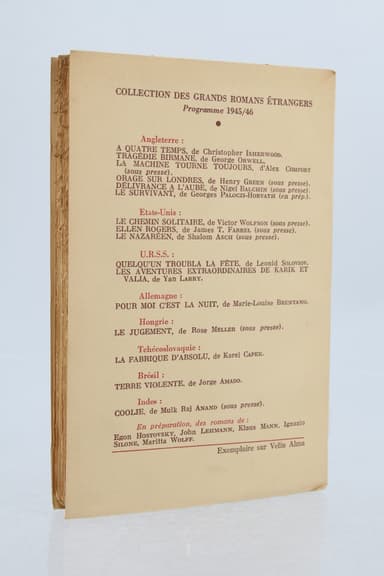 COLLECTION DES GRANDS ROMANS ÉTRANGERS
Programme 1945/46
Angleterre :
A QUATRE TEMPS, de Christopher ISHERWOOD.
TRAGÉDIE BIRMANE, de George ORWELL.
LA MACHINE TOURNE TOUJOURS, d'Alex COMFORT
(sous presse).
ORAGE SUR LONDRES, de Henry GREEN (sous presse).
DÉLIVRANCE A L'AUBE, de Nigel BALCHIN (sous presse).
LE SURVIVANT, de Georges PALOCZI-HORVATH (en prép.).
Etats-Unis :
LE CHEMIN SOLITAIRE, de Victor WOLFSON (sous presse).
ELLEN ROGERS, de James T. FARREL (sous presse).
LE NAZARÉEN, de Shalom ASCH (sous presse).
U.R.S.S. :
QUELQU'UN TROUBLA LA FÊTE, de Leonid SOLOVIOV.
LES AVENTURES EXTRAORDINAIRES DE KARIK ET
VALIA, de Yan LARRY.
Allemagne :
POUR MOI C'EST LA NUIT, de Marie-Louise BRENTANO.
Hongrie :
LE JUGEMENT, de Rose MELLER (sous presse).
Tchécoslovaquie :
LA FABRIQUE D'ABSOLU, de Karel CAPEK.
Brésil :
TERRE VIOLENTE, de Jorge AMADO.
Indes :
COOLIE, de Mulk Raj ANAND (sous presse).
En préparation, des romans de :
Egon HOSTOVSKY, John LEHMANN, Klaus MANN, Ignazio
SILONE, Maritta WOLFF.
Exemplaire sur Vélin Alma